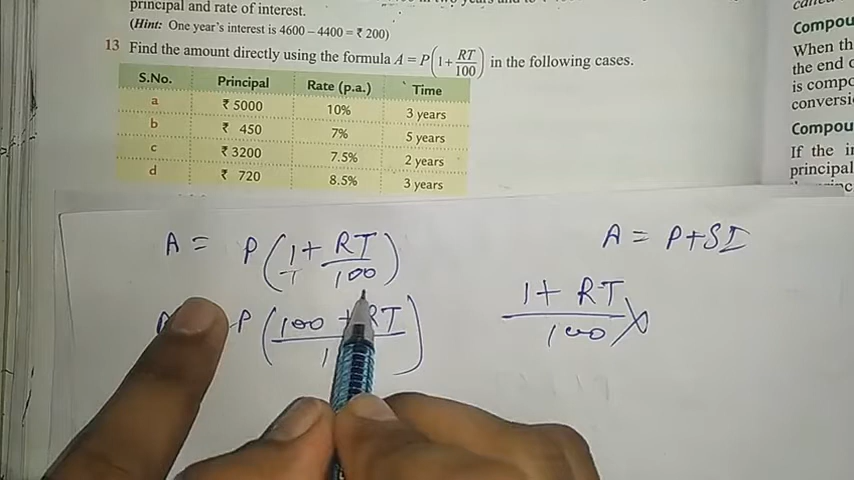 principal and rate of interest.
(Hint: One year's interest is 4600 – 4400 = ₹ 200)
13 Find the amount directly using the formula A = P(1 + RT/100) in the following cases.
S.No. Principal Rate (p.a.) Time
a ₹ 5000 10% 3 years
b ₹ 450 7% 5 years
c ₹ 3200 7.5% 2 years
d ₹ 720 8.5% 3 years
Compou
When th
the end o
is compo
conversi
Compou
If the in
principal
A = P(1/1 + RT/100)
P(100 + RT
A = P+SI
1 + RT
100